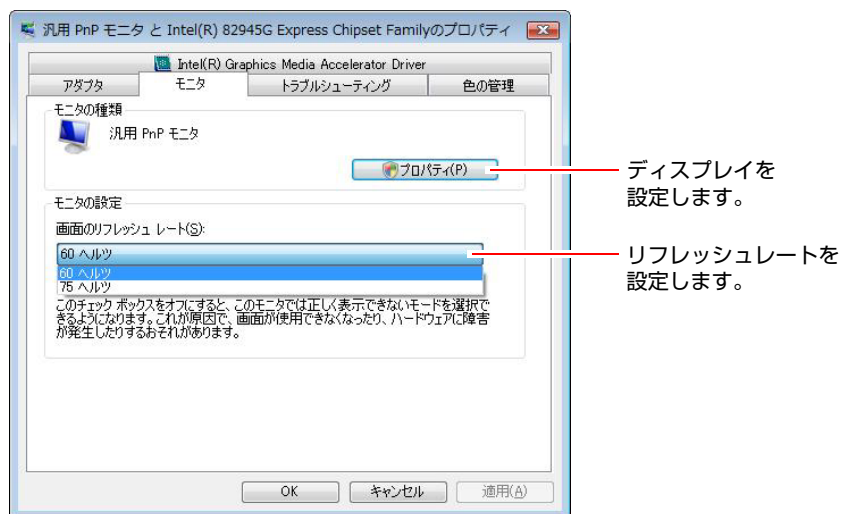 汎用 PnP モニタ と Intel(R) 82945G Express Chipset Familyのプロパティ
Intel(R) Graphics Media Accelerator Driver
アダプタ モニタ トラブルシューティング 色の管理
モニタの種類
汎用 PnP モニタ
プロパティ(P)
ディスプレイを
設定します。
モニタの設定
画面のリフレッシュ レート(S):
60 ヘルツ
60 ヘルツ
75 ヘルツ
リフレッシュレートを
設定します。
このチェック ボックスをオフにすると、このモニタでは正しく表示できないモードを選択で
きるようになります。これが原因で、画面が使用できなくなったり、ハードウェアに障害
が発生したりするおそれがあります。
OK キャンセル 適用(A)